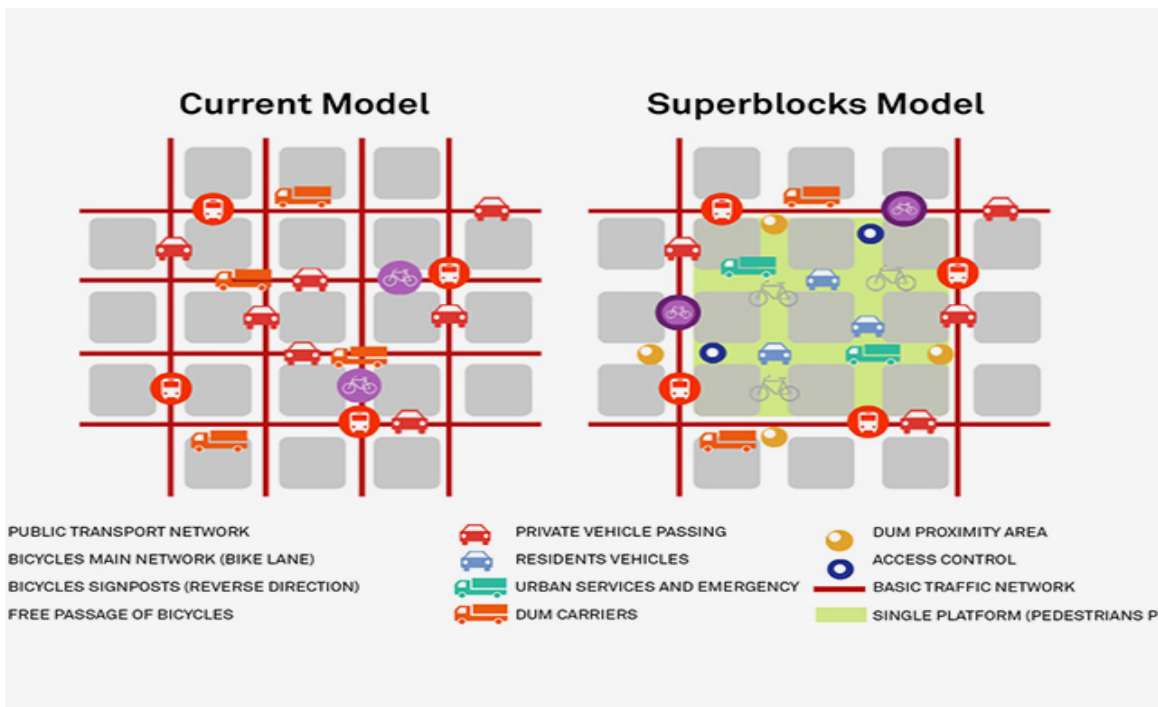 Current Model
Superblocks Model
PUBLIC TRANSPORT NETWORK
BICYCLES MAIN NETWORK (BIKE LANE)
BICYCLES SIGNPOSTS (REVERSE DIRECTION)
FREE PASSAGE OF BICYCLES
PRIVATE VEHICLE PASSING
RESIDENTS VEHICLES
URBAN SERVICES AND EMERGENCY
DUM CARRIERS
DUM PROXIMITY AREA
ACCESS CONTROL
BASIC TRAFFIC NETWORK
SINGLE PLATFORM (PEDESTRIANS P